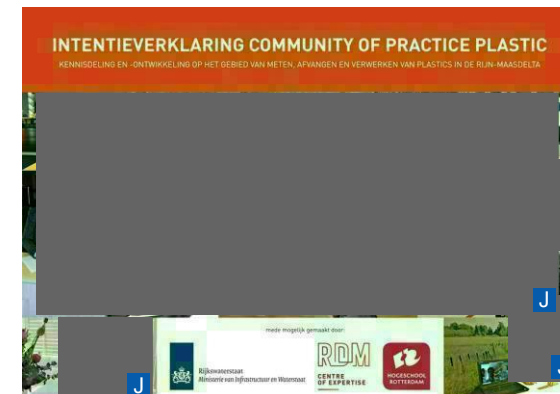 INTENTIEVERKLARING COMMUNITY OF PRACTICE PLASTIC
KENNISDELING EN -ONTWIKKELING OP HET GEBIED VAN METEN, AFVANGEN EN VERWERKEN VAN PLASTICS IN DE RIJN-MAASDELTA
J
mede mogelijk gemaakt door:
Rijkswaterstaat
Ministerie van Infrastructuur en Waterstaat
RDM
CENTRE
OF EXPERTISE
HOGESCHOOL
ROTTERDAM
J